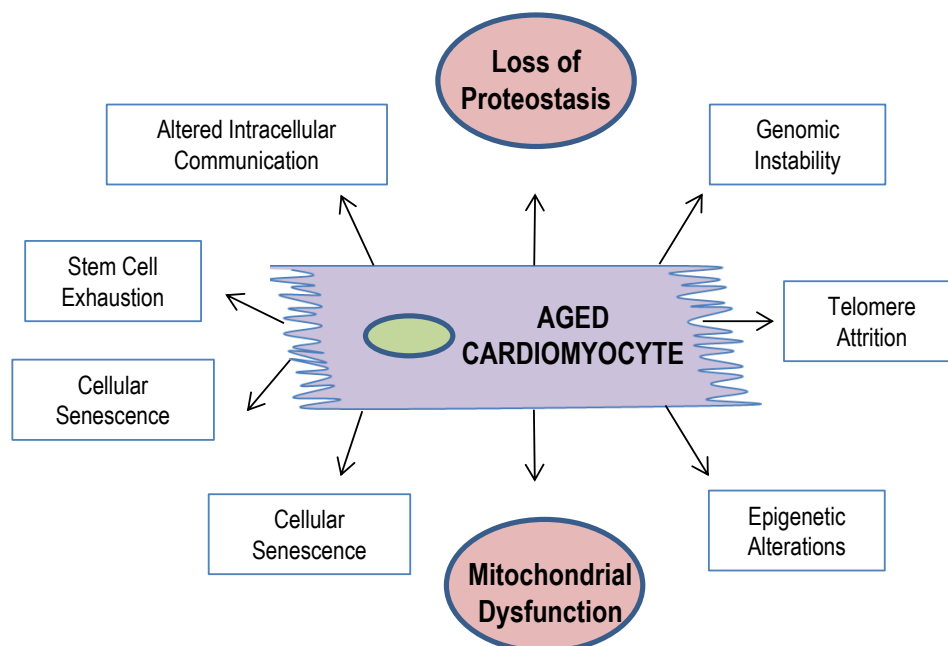 Loss of
Proteostasis
Altered Intracellular
Communication
Genomic
Instability
Stem Cell
Exhaustion
AGED
CARDIOMYOCYTE
Telomere
Attrition
Cellular
Senescence
Cellular
Senescence
Epigenetic
Alterations
Mitochondrial
Dysfunction